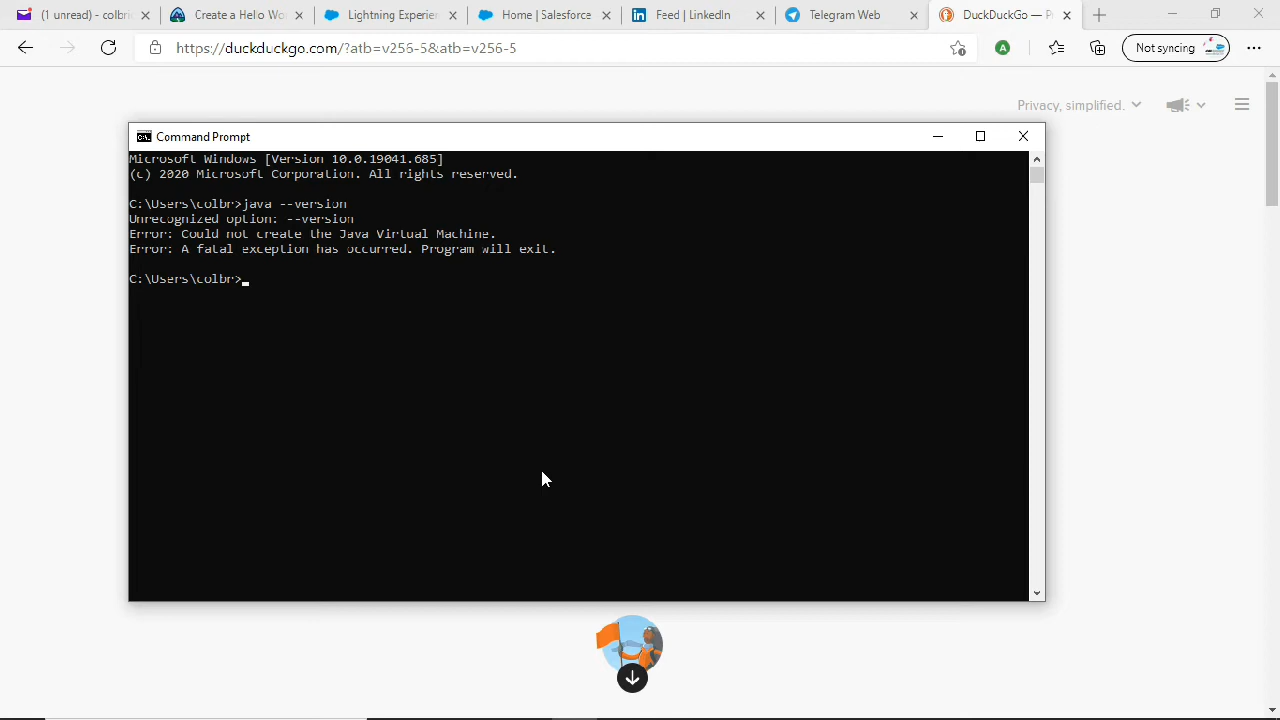 (1 unread) - colbri
Create a Hello Wo
Lightning Experien
Home | Salesforce
Feed | LinkedIn
Telegram Web
DuckDuckGo — P
https://duckduckgo.com/?atb=v256-5&atb=v256-5
A
Not syncing
Privacy, simplified.
Command Prompt
Microsoft Windows [Version 10.0.19041.685]
(c) 2020 Microsoft Corporation. All rights reserved.
C:\Users\colbr>java --version
Unrecognized option: --version
Error: Could not create the Java Virtual Machine.
Error: A fatal exception has occurred. Program will exit.
C:\Users\colbr>